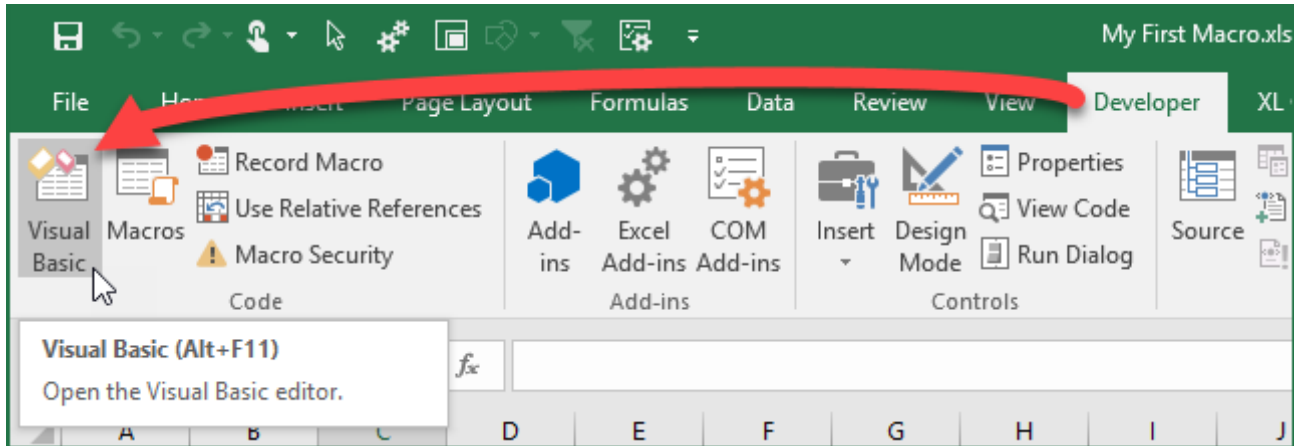 My First Macro.xls
File
Page Layout
Formulas
Data
Review
View
Developer
XL
Visual Basic
Macros
Record Macro
Use Relative References
Macro Security
Code
Add-
ins
Excel
Add-ins
COM
Add-ins
Add-ins
Insert
Design
Mode
Properties
View Code
Run Dialog
Controls
Source
Visual Basic (Alt+F11)
Open the Visual Basic editor.
fx
A B C D E F G H I J